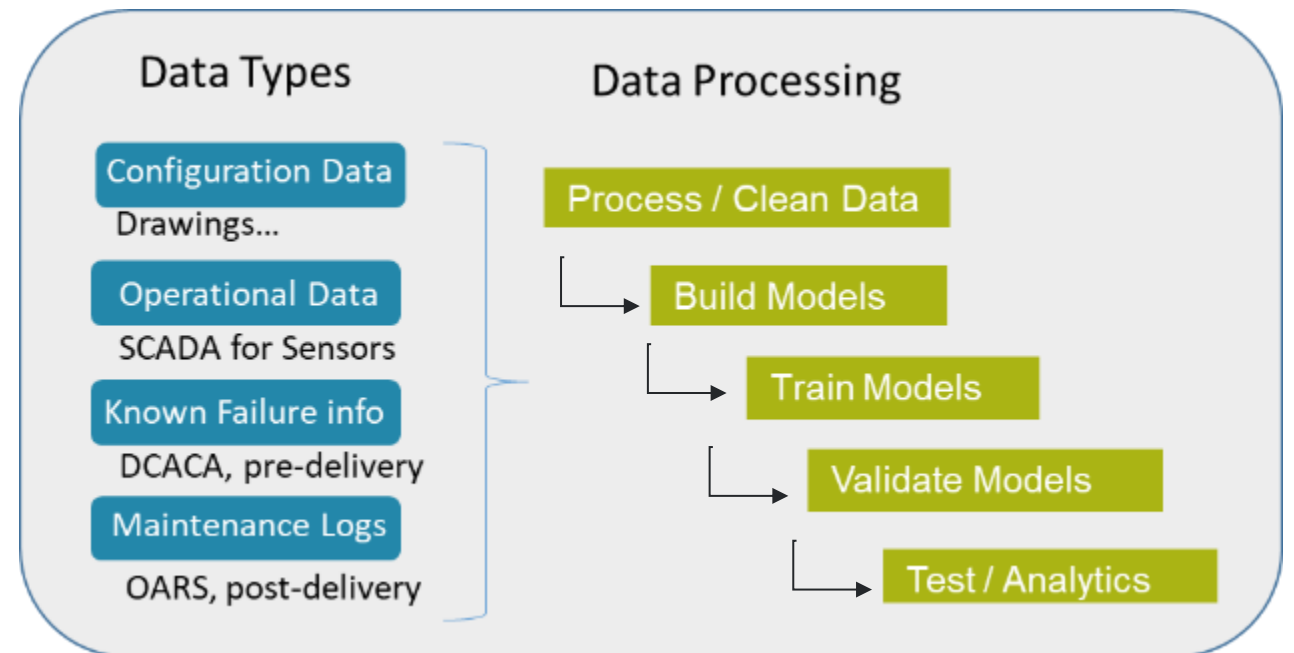 Data Types
Configuration Data
Drawings...
Operational Data
SCADA for Sensors
Known Failure info
DCACA, pre-delivery
Maintenance Logs
OARS, post-delivery
Data Processing
Process / Clean Data
Build Models
Train Models
Validate Models
Test / Analytics